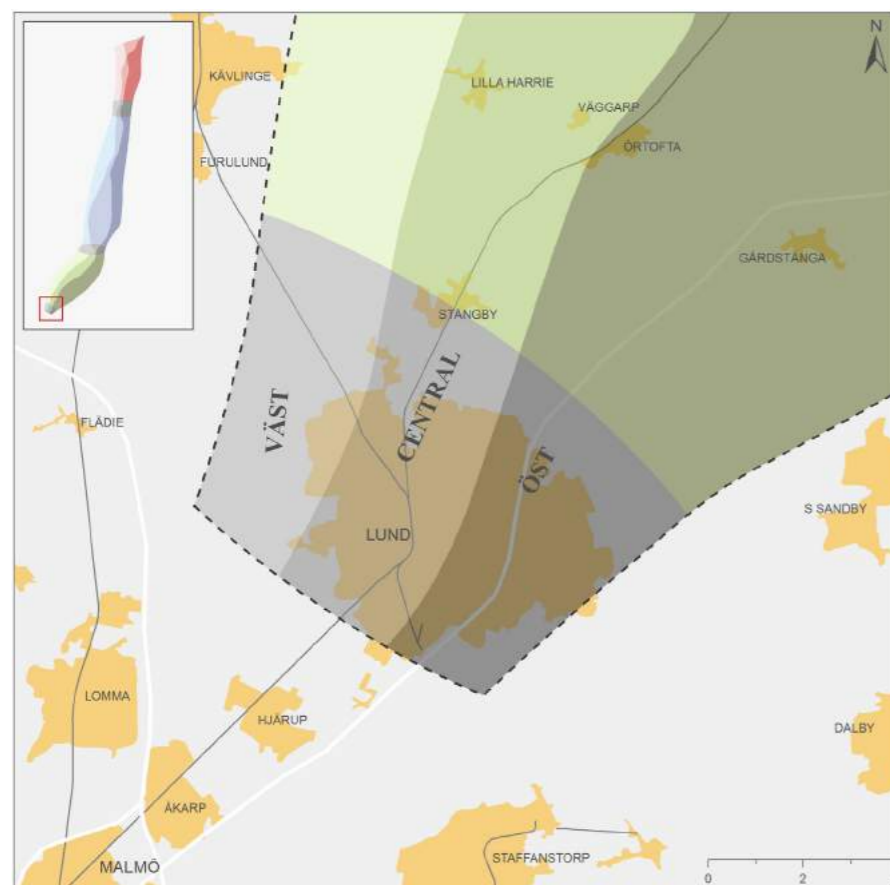 N
KÄVLINGE
LILLA HARRIE
VÄGGARP
ÖRTOFTA
FURULUND
GÅRDSTÅNGA
STÅNGBY
VÄST
CENTRAL
ÖST
FLÄDIE
S SANDBY
LUND
LOMMA
HJÄRUP
DALBY
ÅKARP
MALMÖ
STAFFANSTORP
0 2